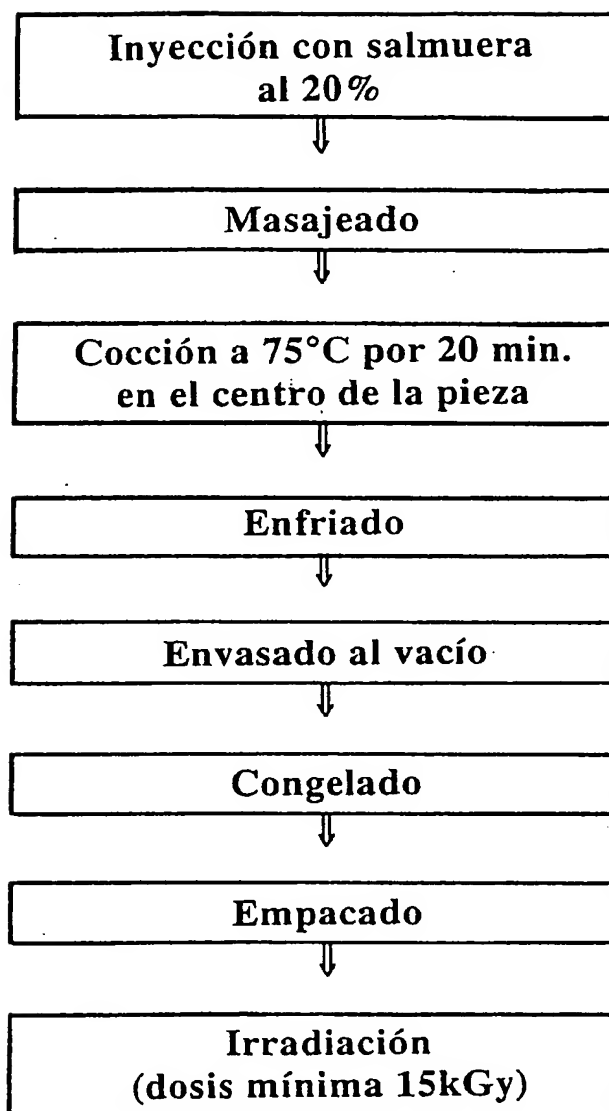 Inyección con salmuera
al 20%
Masajeado
Cocción a 75°C por 20 min.
en el centro de la pieza
Enfriado
Envasado al vacío
Congelado
Empacado
Irradiación
(dosis mínima 15kGy)